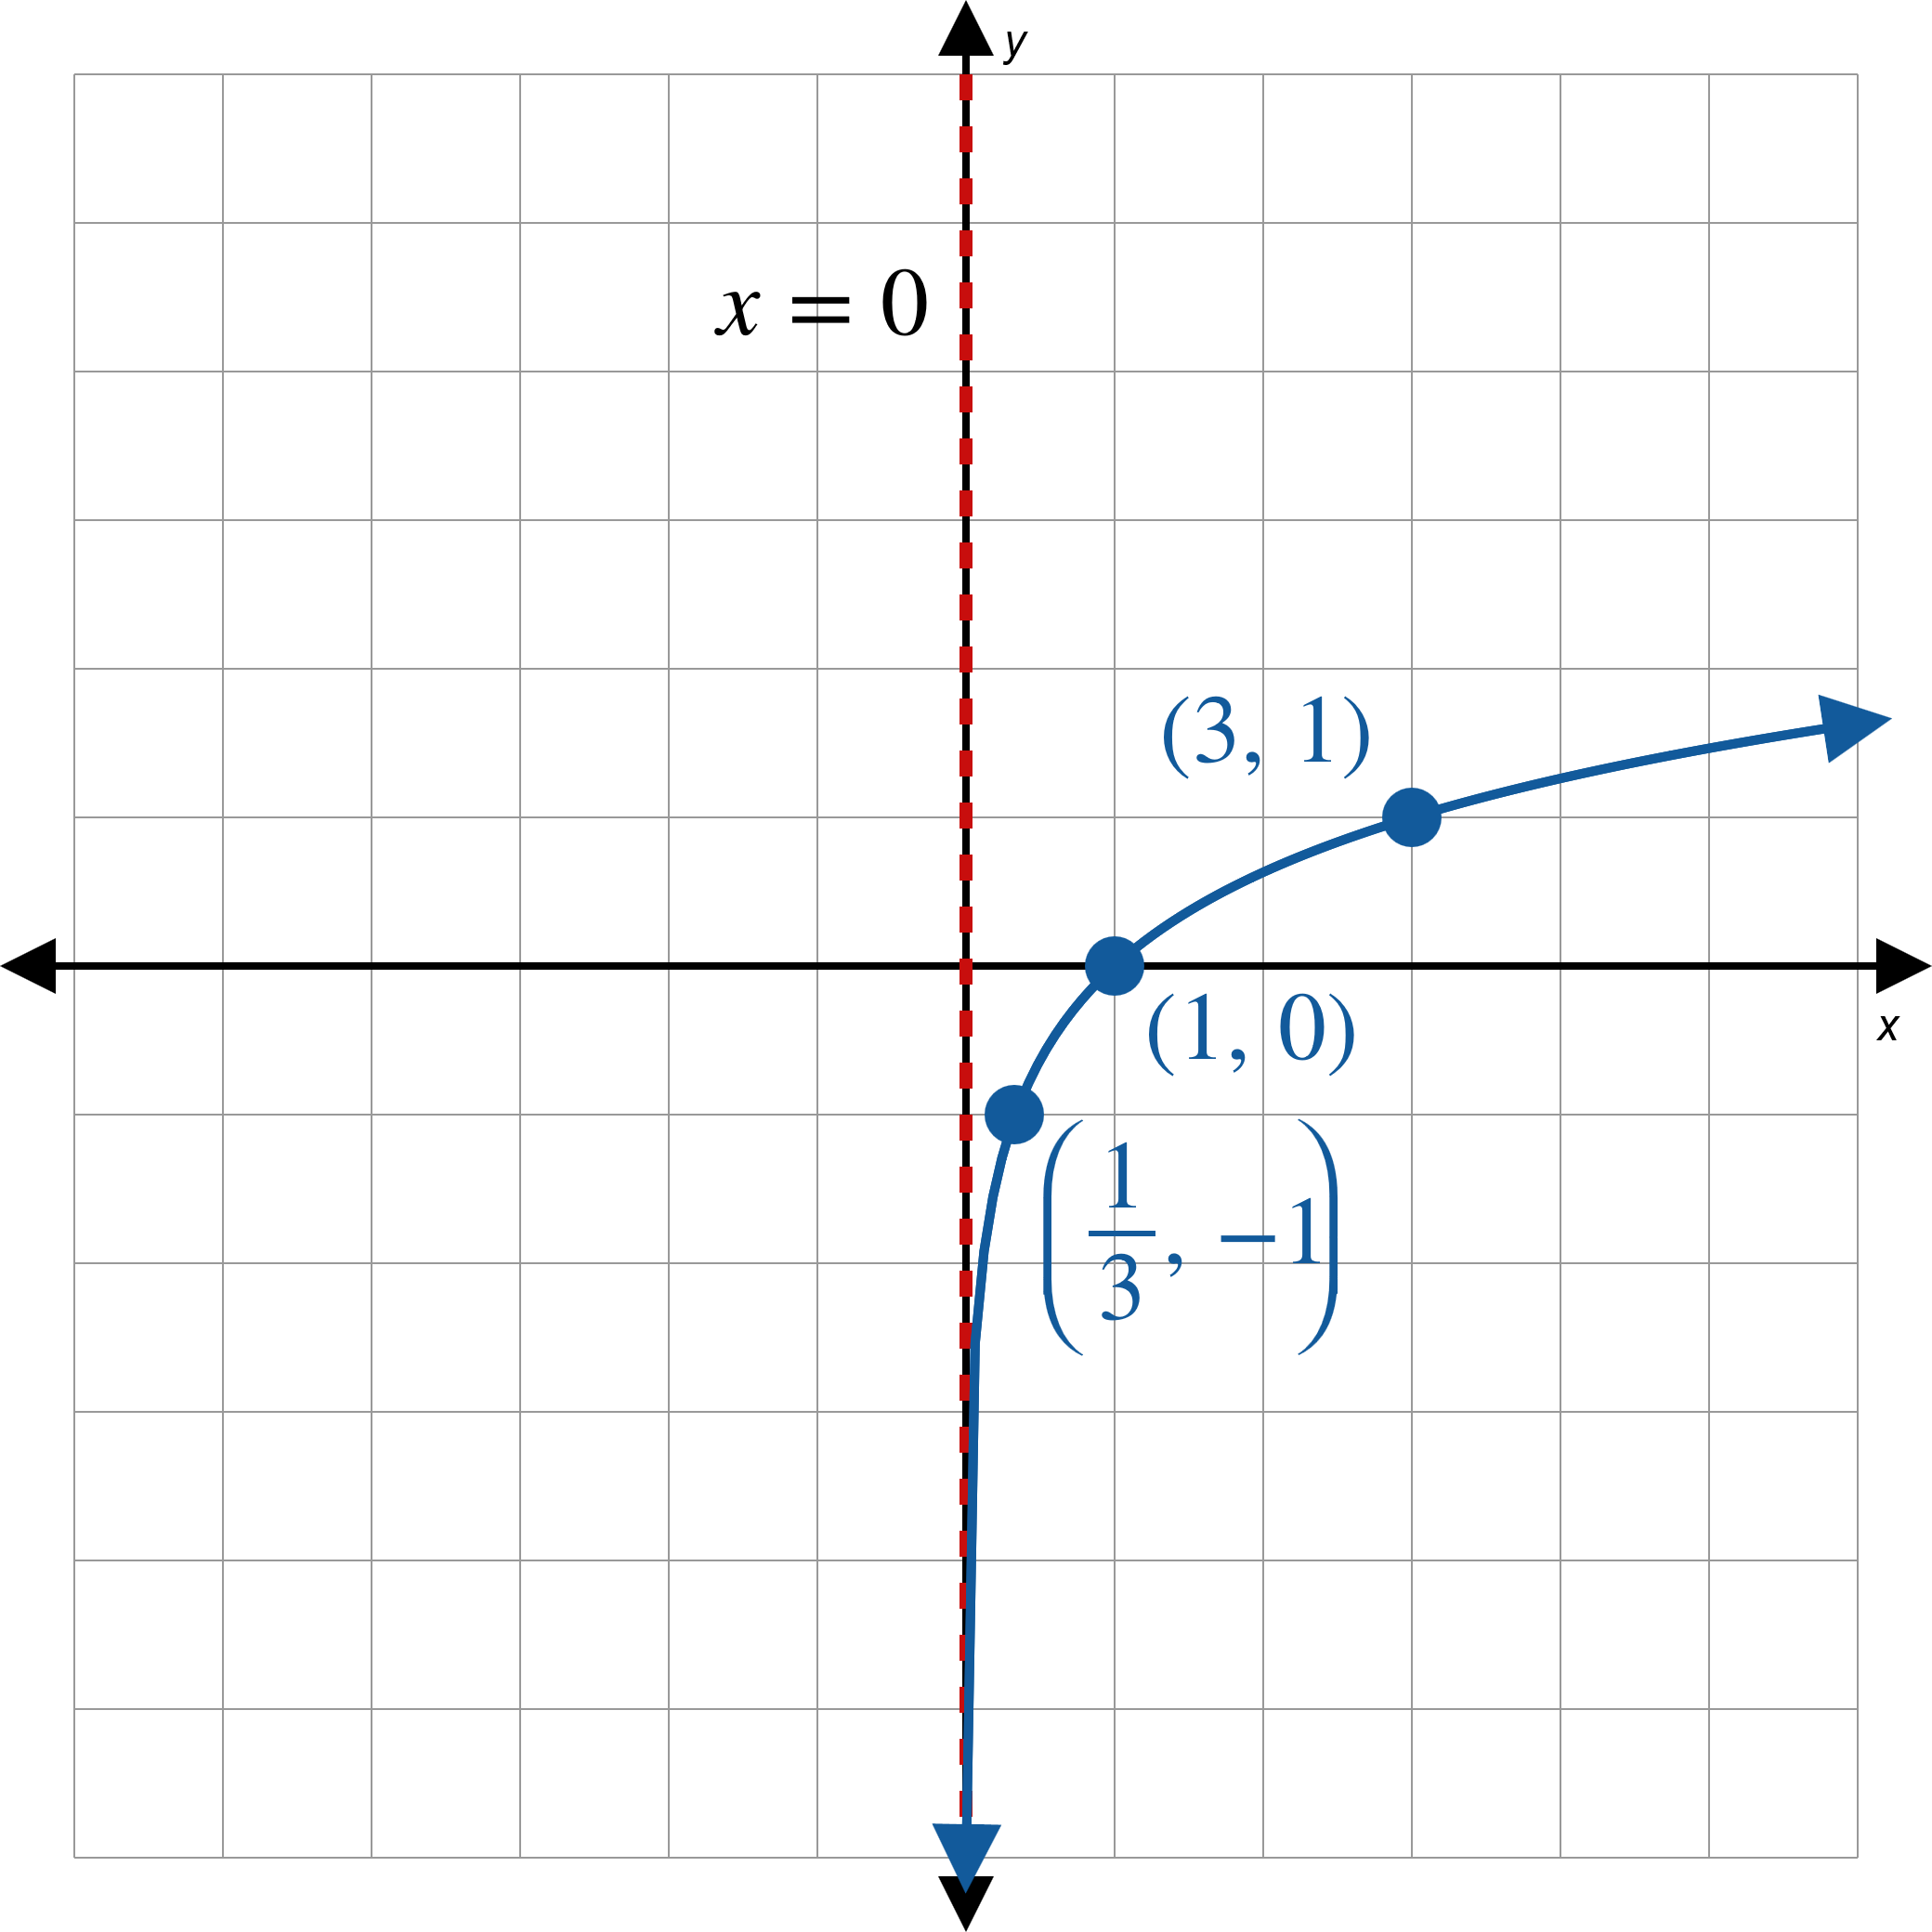 y
x = 0
(3, 1)
(1, 0)
x
(1/3, −1)